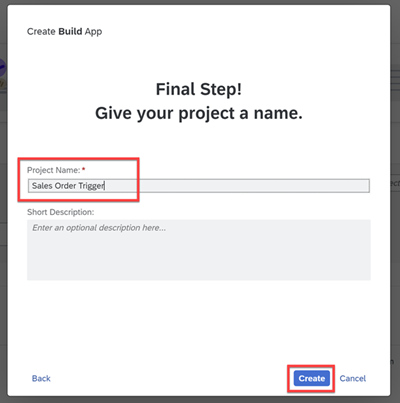 Create Build App
Final Step!
Give your project a name.
Project Name:*
Sales Order Trigger
Short Description:
Enter an optional description here...
Back
Create
Cancel